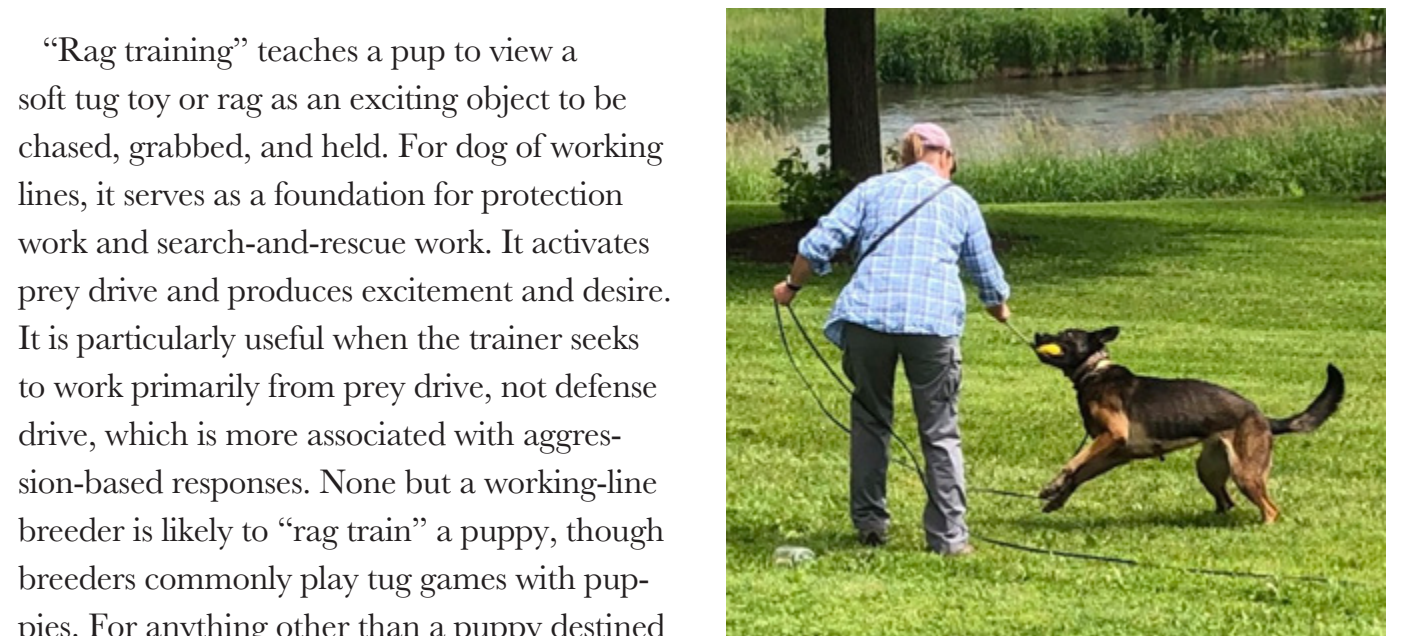 “Rag training” teaches a pup to view a
soft tug toy or rag as an exciting object to be
chased, grabbed, and held. For dog of working
lines, it serves as a foundation for protection
work and search-and-rescue work. It activates
prey drive and produces excitement and desire.
It is particularly useful when the trainer seeks
to work primarily from prey drive, not defense
drive, which is more associated with aggres-
sion-based responses. None but a working-line
breeder is likely to “rag train” a puppy, though
breeders commonly play tug games with pup-
pies. For anything other than a puppy destined